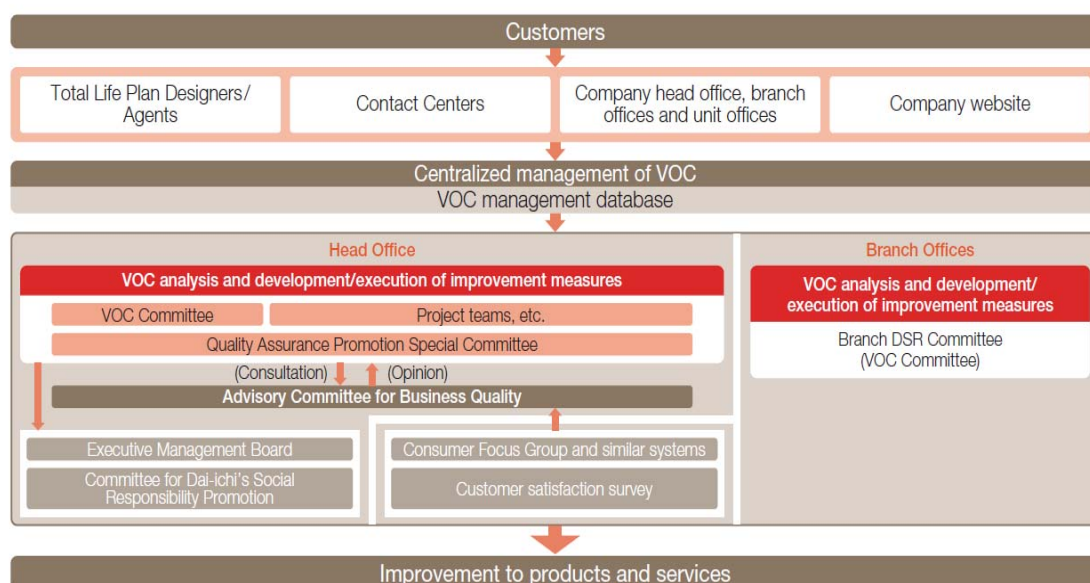 Customers
Total Life Plan Designers/
Agents
Contact Centers
Company head office, branch
offices and unit offices
Company website
Centralized management of VOC
VOC management database
Head Office
VOC analysis and development/execution of improvement measures
VOC Committee
Project teams, etc.
Quality Assurance Promotion Special Committee
(Consultation)
(Opinion)
Advisory Committee for Business Quality
Executive Management Board
Committee for Dai-ichi's Social
Responsibility Promotion
Consumer Focus Group and similar systems
Customer satisfaction survey
Branch Offices
VOC analysis and development/
execution of improvement measures
Branch DSR Committee
(VOC Committee)
Improvement to products and services